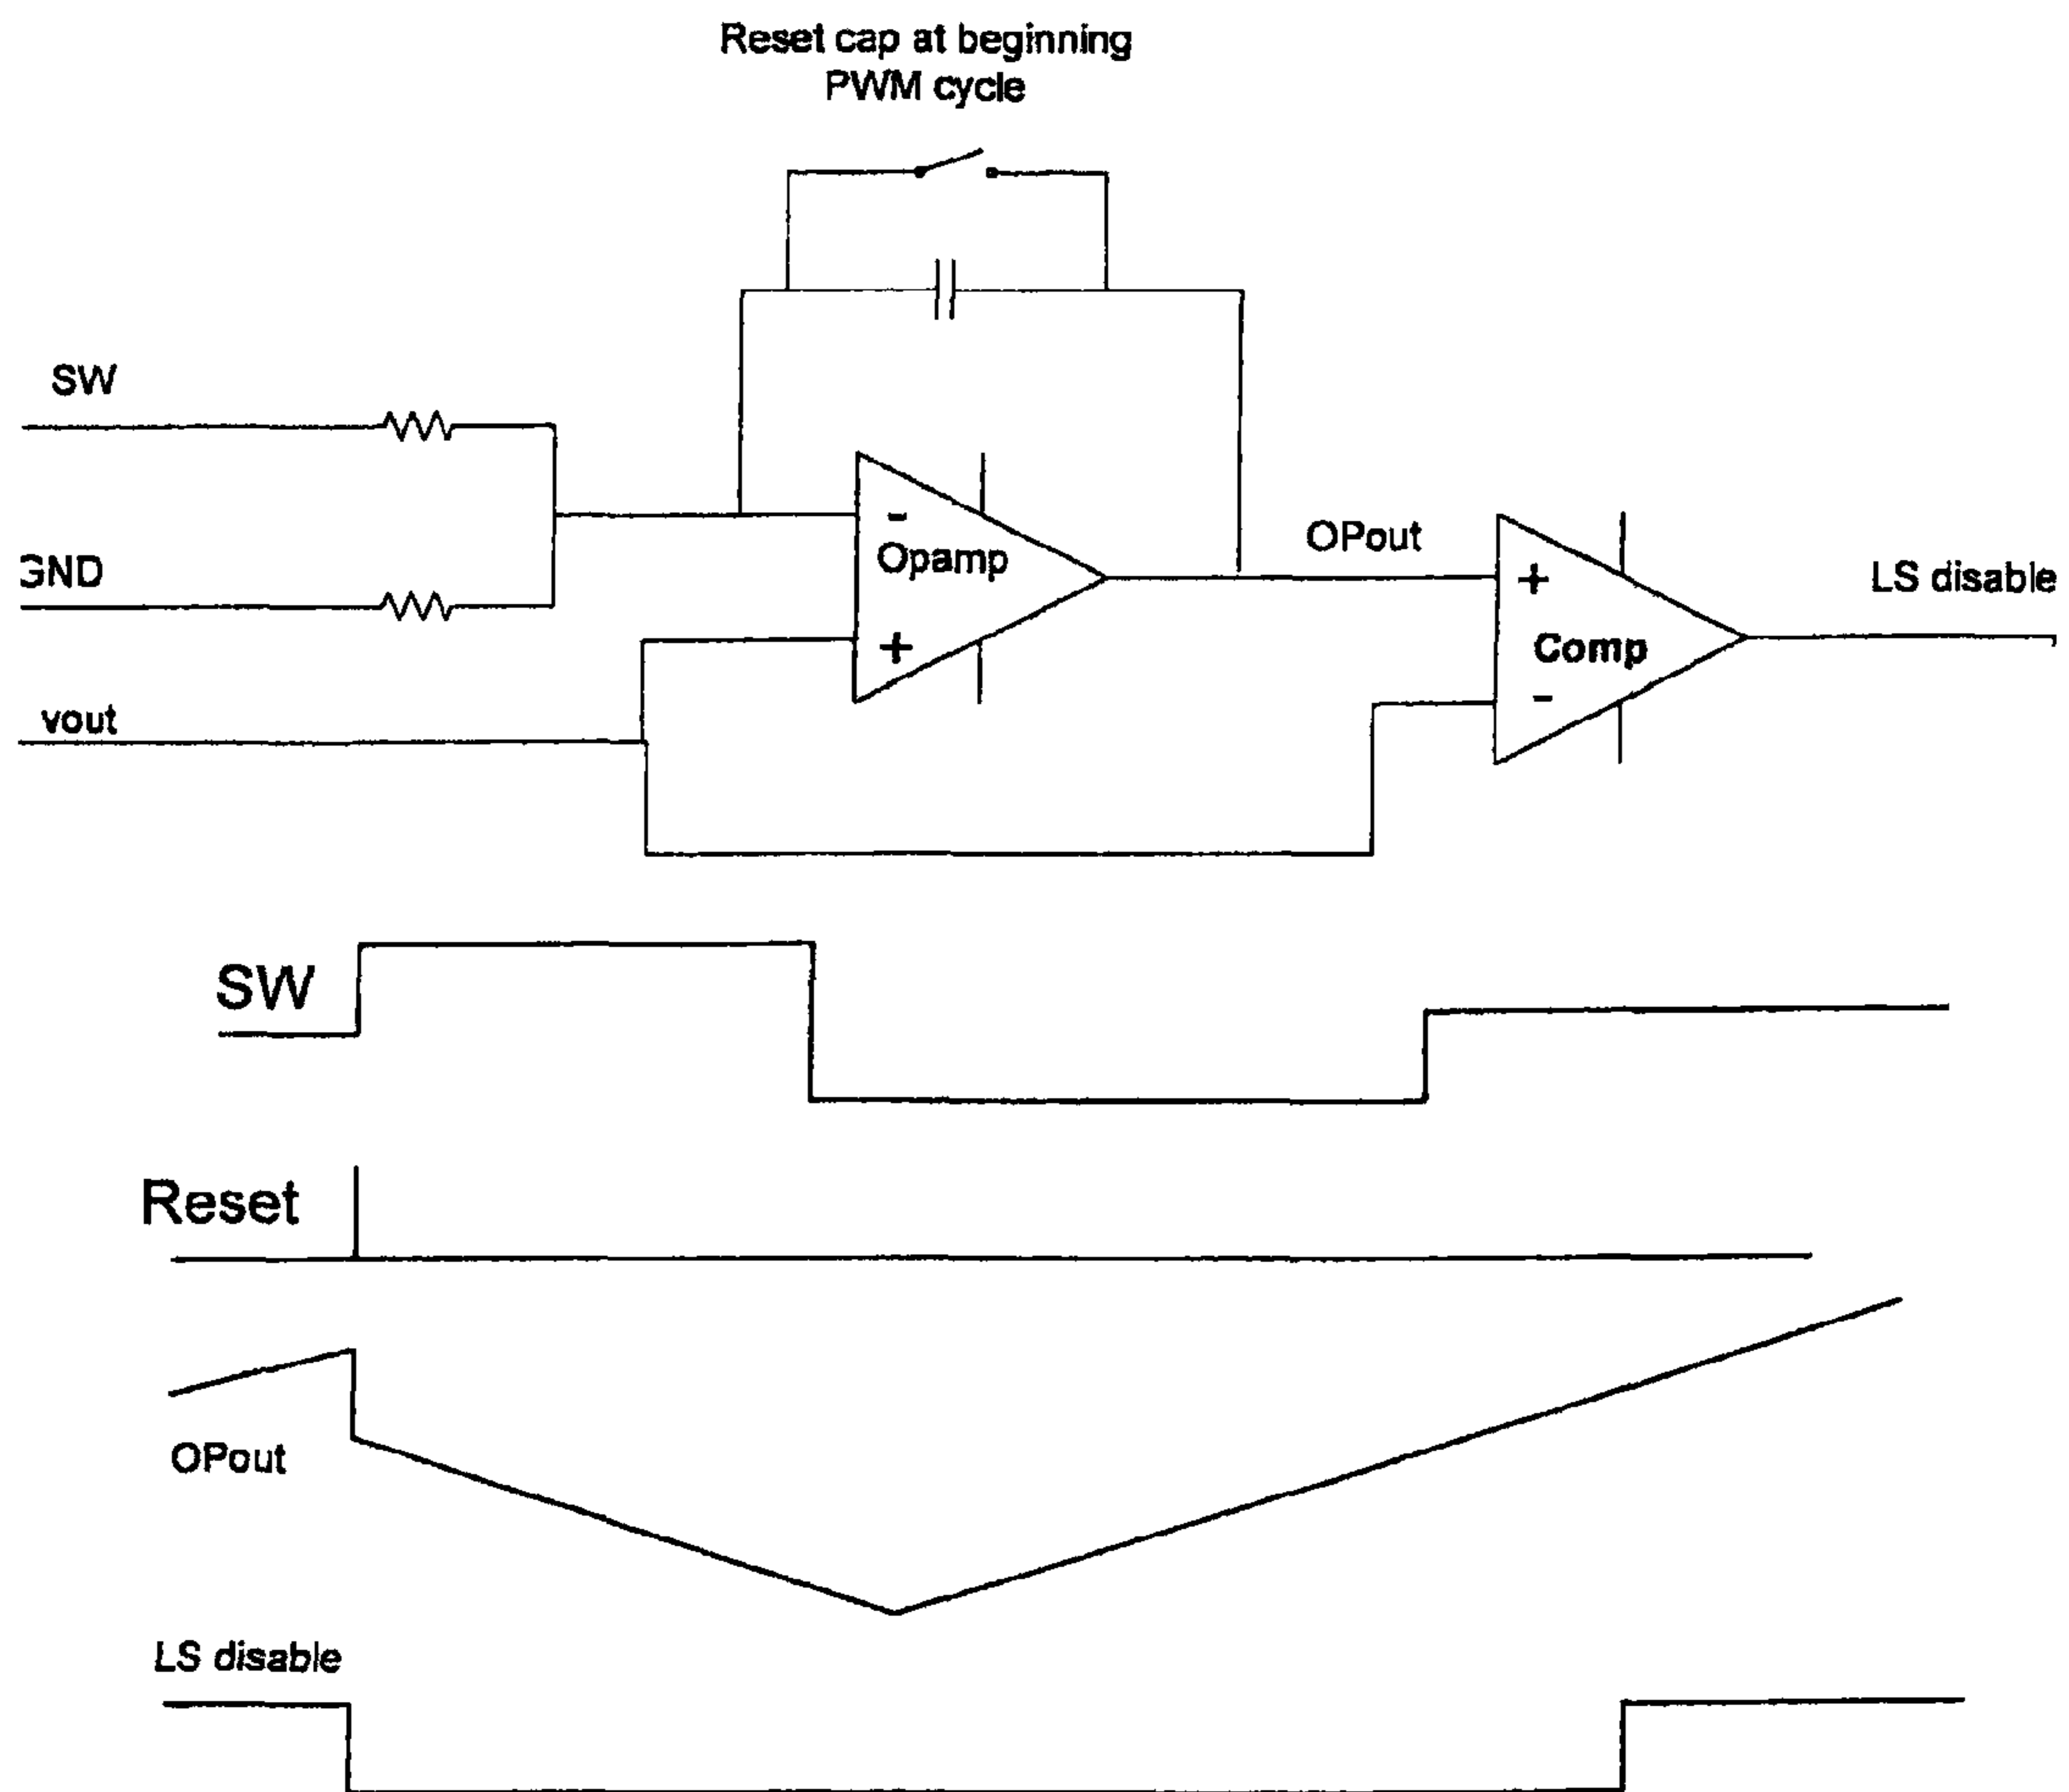 Reset cap at beginning
PWM cycle
SW
GND
vout
-
Opamp
+
OPout
+
Comp
-
LS disable
SW
Reset
OPout
LS disable